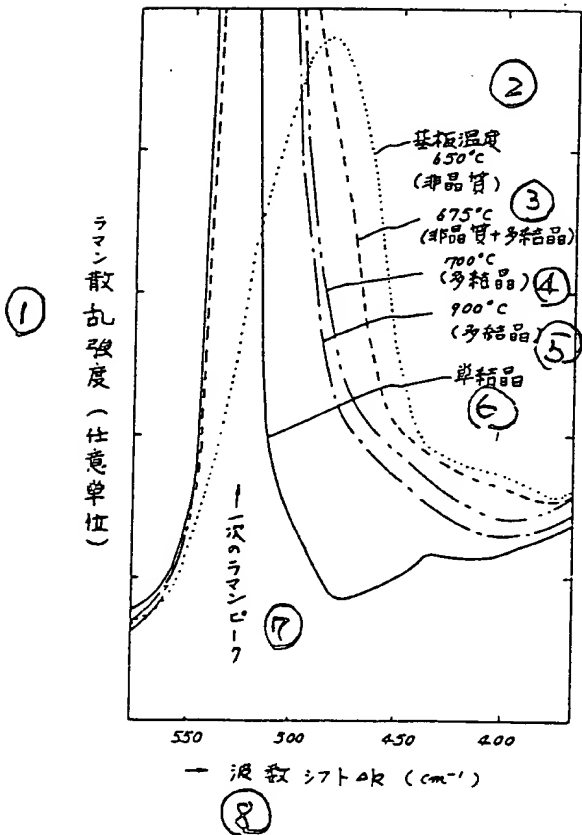 ①
ラマン散乱強度(任意単位)
②
基板温度
650°C
(非晶質)
③
675°C
(非晶質+多結晶)
700°C
(多結晶)
④
900°C
(多結晶)
⑤
単結晶
⑥
一次のラマンピーク
⑦
550
500
450
400
→ 波数シフトΔk (cm⁻¹)
⑧